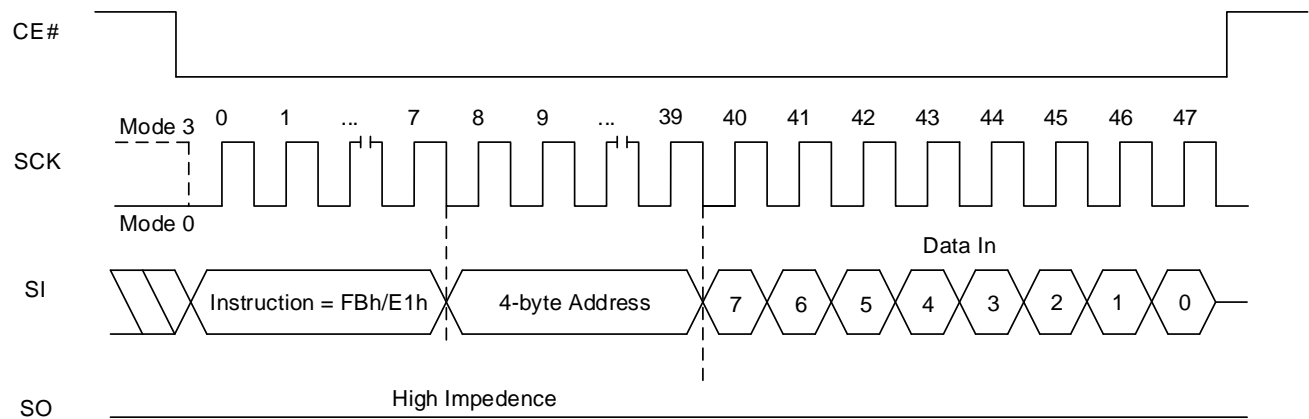 CE#
Mode 3
0 1 ... 7 8 9 ... 39 40 41 42 43 44 45 46 47
SCK
Mode 0
Data In
SI
Instruction = FBh/E1h
4-byte Address
7 6 5 4 3 2 1 0
High Impedence
SO